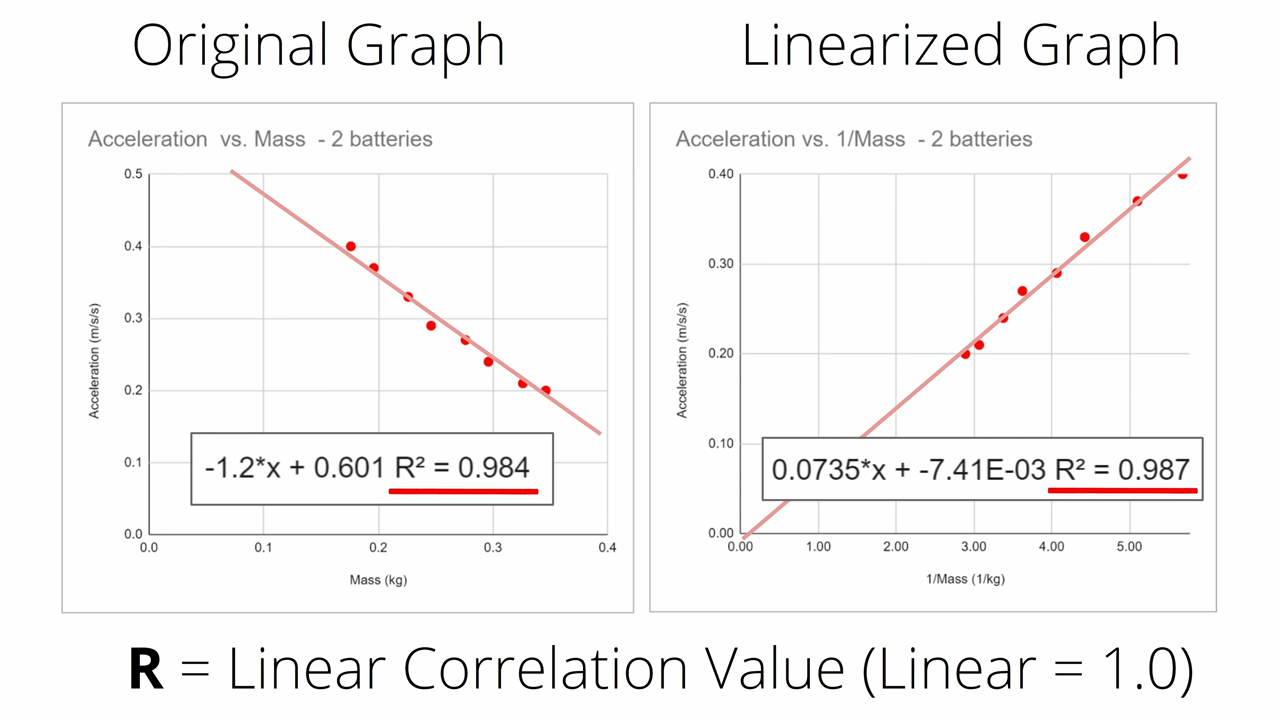 Original Graph
Linearized Graph
Acceleration  vs. Mass  - 2 batteries
0.5
0.4
0.3
0.2
0.1
0.0
Acceleration (m/s/s)
-1.2*x + 0.601 R² = 0.984
0.0
0.1
0.2
0.3
0.4
Mass (kg)
Acceleration vs. 1/Mass  - 2 batteries
0.40
0.30
0.20
0.10
0.00
Acceleration (m/s/s)
0.0735*x + -7.41E-03 R² = 0.987
0.00
1.00
2.00
3.00
4.00
5.00
1/Mass (1/kg)
R = Linear Correlation Value (Linear = 1.0)